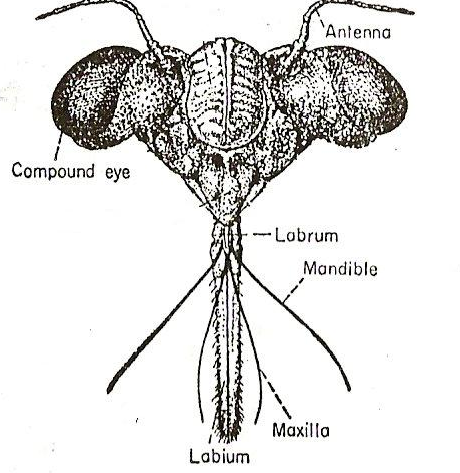 Antenna
Compound eye
Labrum
Mandible
Maxilla
Labium